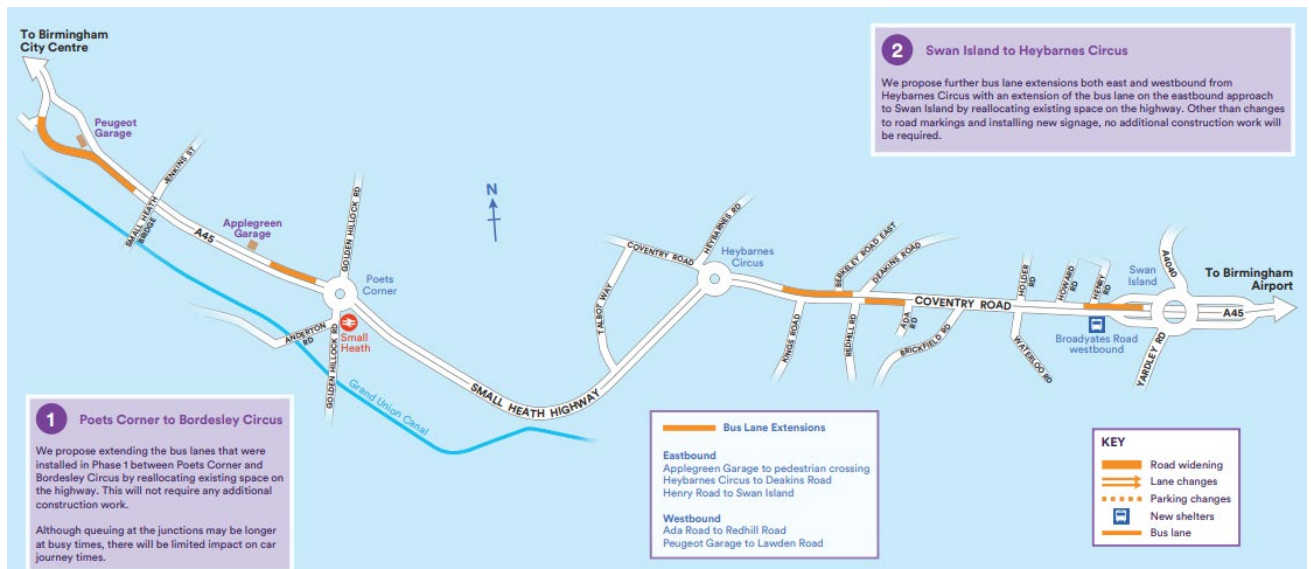 To Birmingham
City Centre
Peugeot
Garage
JENKINS ST
SMALL HEATH
BRIDGE
A45
Applegreen
Garage
GOLDEN HILLOCK RD
Poets
Corner
ANDERTON
RD
Small
Heath
GOLDEN HILLOCK RD
Grand Union Canal
N
SMALL HEATH HIGHWAY
TALBOT WAY
COVENTRY ROAD
HEYBARNES RD
Heybarnes
Circus
KINGS ROAD
BERKELEY ROAD EAST
DEAKINS ROAD
REDHILL RD
ADA
RD
BRICKFIELD RD
COVENTRY ROAD
HOLDER
RD
WATERLOO RD
HOWARD
RD
HENRY
RD
Broadyates Road
westbound
Swan
Island
A4040
YARDLEY RD
A45
To Birmingham
Airport
2 Swan Island to Heybarnes Circus
We propose further bus lane extensions both east and westbound from
Heybarnes Circus with an extension of the bus lane on the eastbound approach
to Swan Island by reallocating existing space on the highway. Other than changes
to road markings and installing new signage, no additional construction work will
be required.
1 Poets Corner to Bordesley Circus
We propose extending the bus lanes that were
installed in Phase 1 between Poets Corner and
Bordesley Circus by reallocating existing space on
the highway. This will not require any additional
construction work.
Although queuing at the junctions may be longer
at busy times, there will be limited impact on car
journey times.
Bus Lane Extensions
Eastbound
Applegreen Garage to pedestrian crossing
Heybarnes Circus to Deakins Road
Henry Road to Swan Island
Westbound
Ada Road to Redhill Road
Peugeot Garage to Lawden Road
KEY
Road widening
Lane changes
Parking changes
New shelters
Bus lane